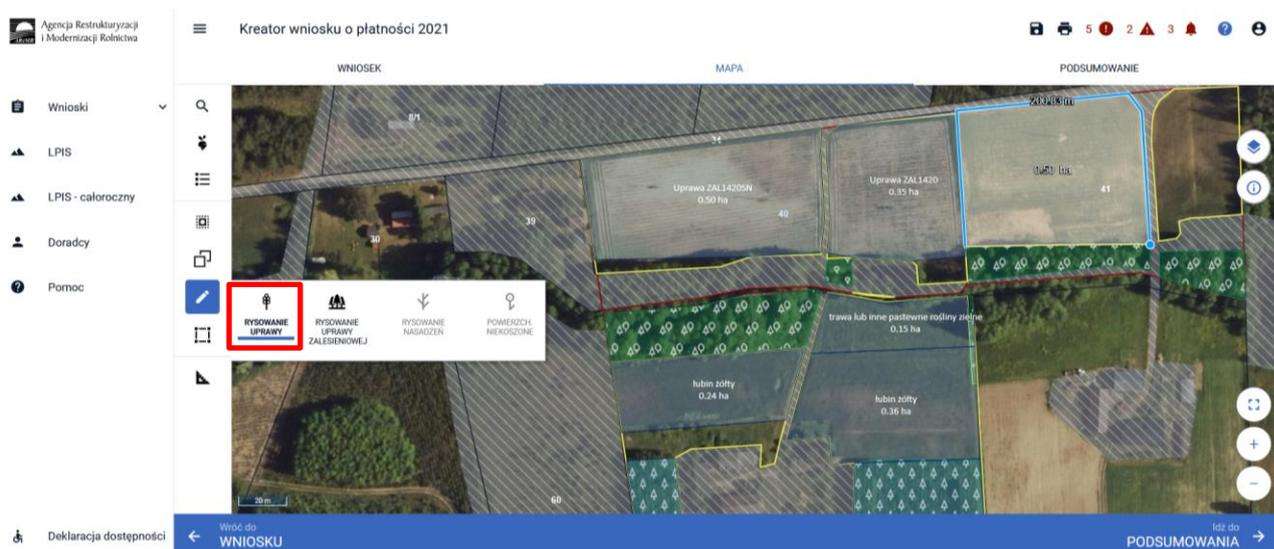 Agencja Restrukturyzacji
i Modernizacji Rolnictwa
Kreator wniosku o płatności 2021
5 2 3
WNIOSEK
MAPA
PODSUMOWANIE
Wnioski
LPIS
LPIS - całoroczny
Doradcy
Pomoc
8/1
34
200.83 m
Uprawa ZAL1420SN
0.50 ha
40
Uprawa ZAL1420
0.35 ha
0.50 ha
41
39
30
RYSOWANIE
UPRAWY
RYSOWANIE
UPRAWY
ZALESIENIOWEJ
RYSOWANIE
NASADZEŃ
POWIERZCH.
NIEKOSZONE
trawa lub inne pastewne rośliny zielne
0.15 ha
łubin żółty
0.24 ha
łubin żółty
0.36 ha
20 m
60
Deklaracja dostępności
Wróć do
WNIOSKU
Idź do
PODSUMOWANIA